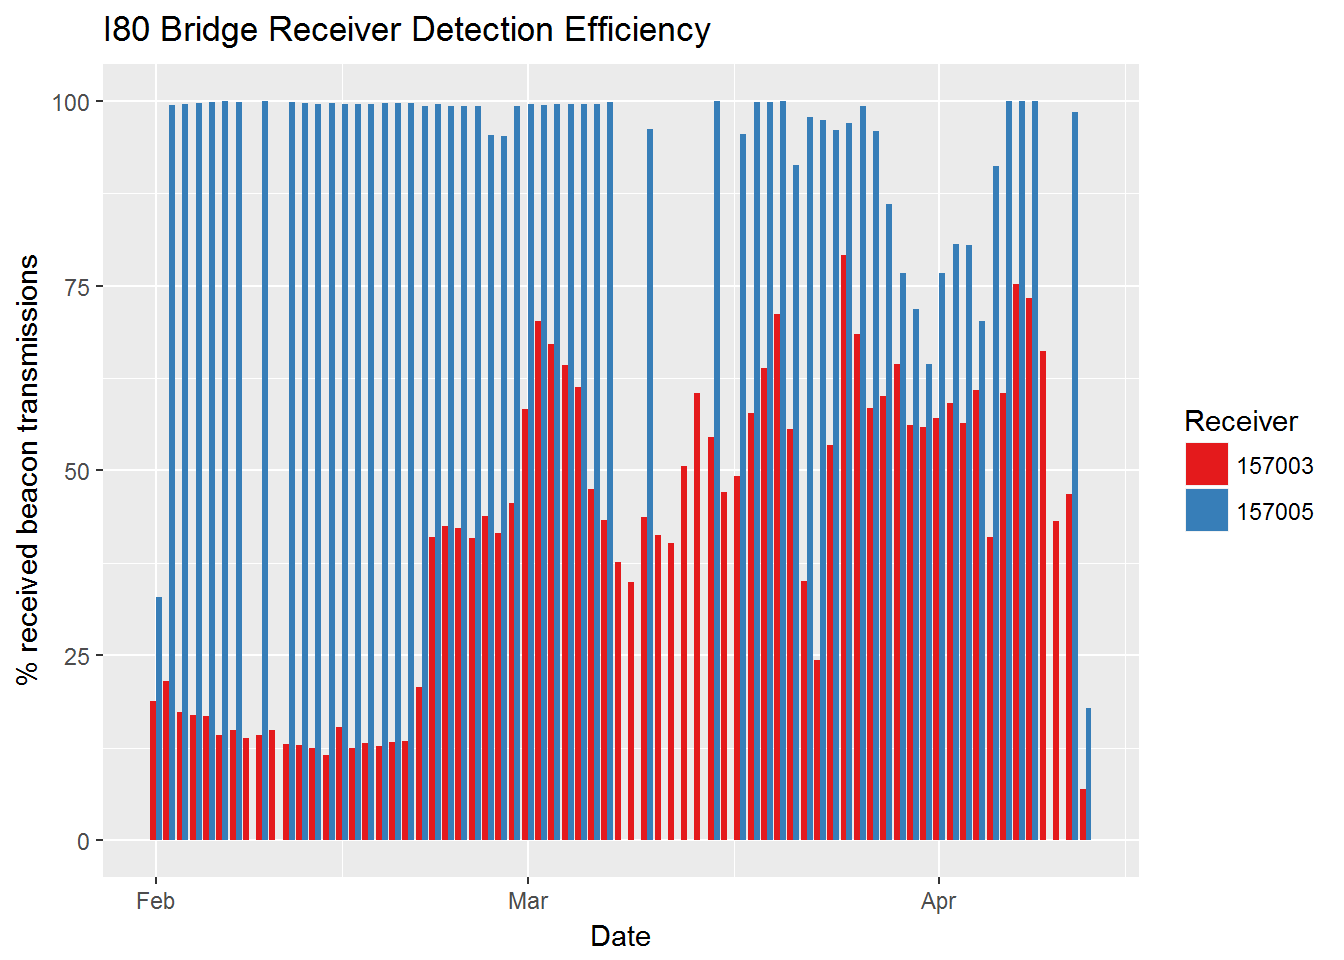 I80 Bridge Receiver Detection Efficiency
% received beacon transmissions
100
75
50
25
0
Feb Mar Apr
Date
Receiver
157003
157005